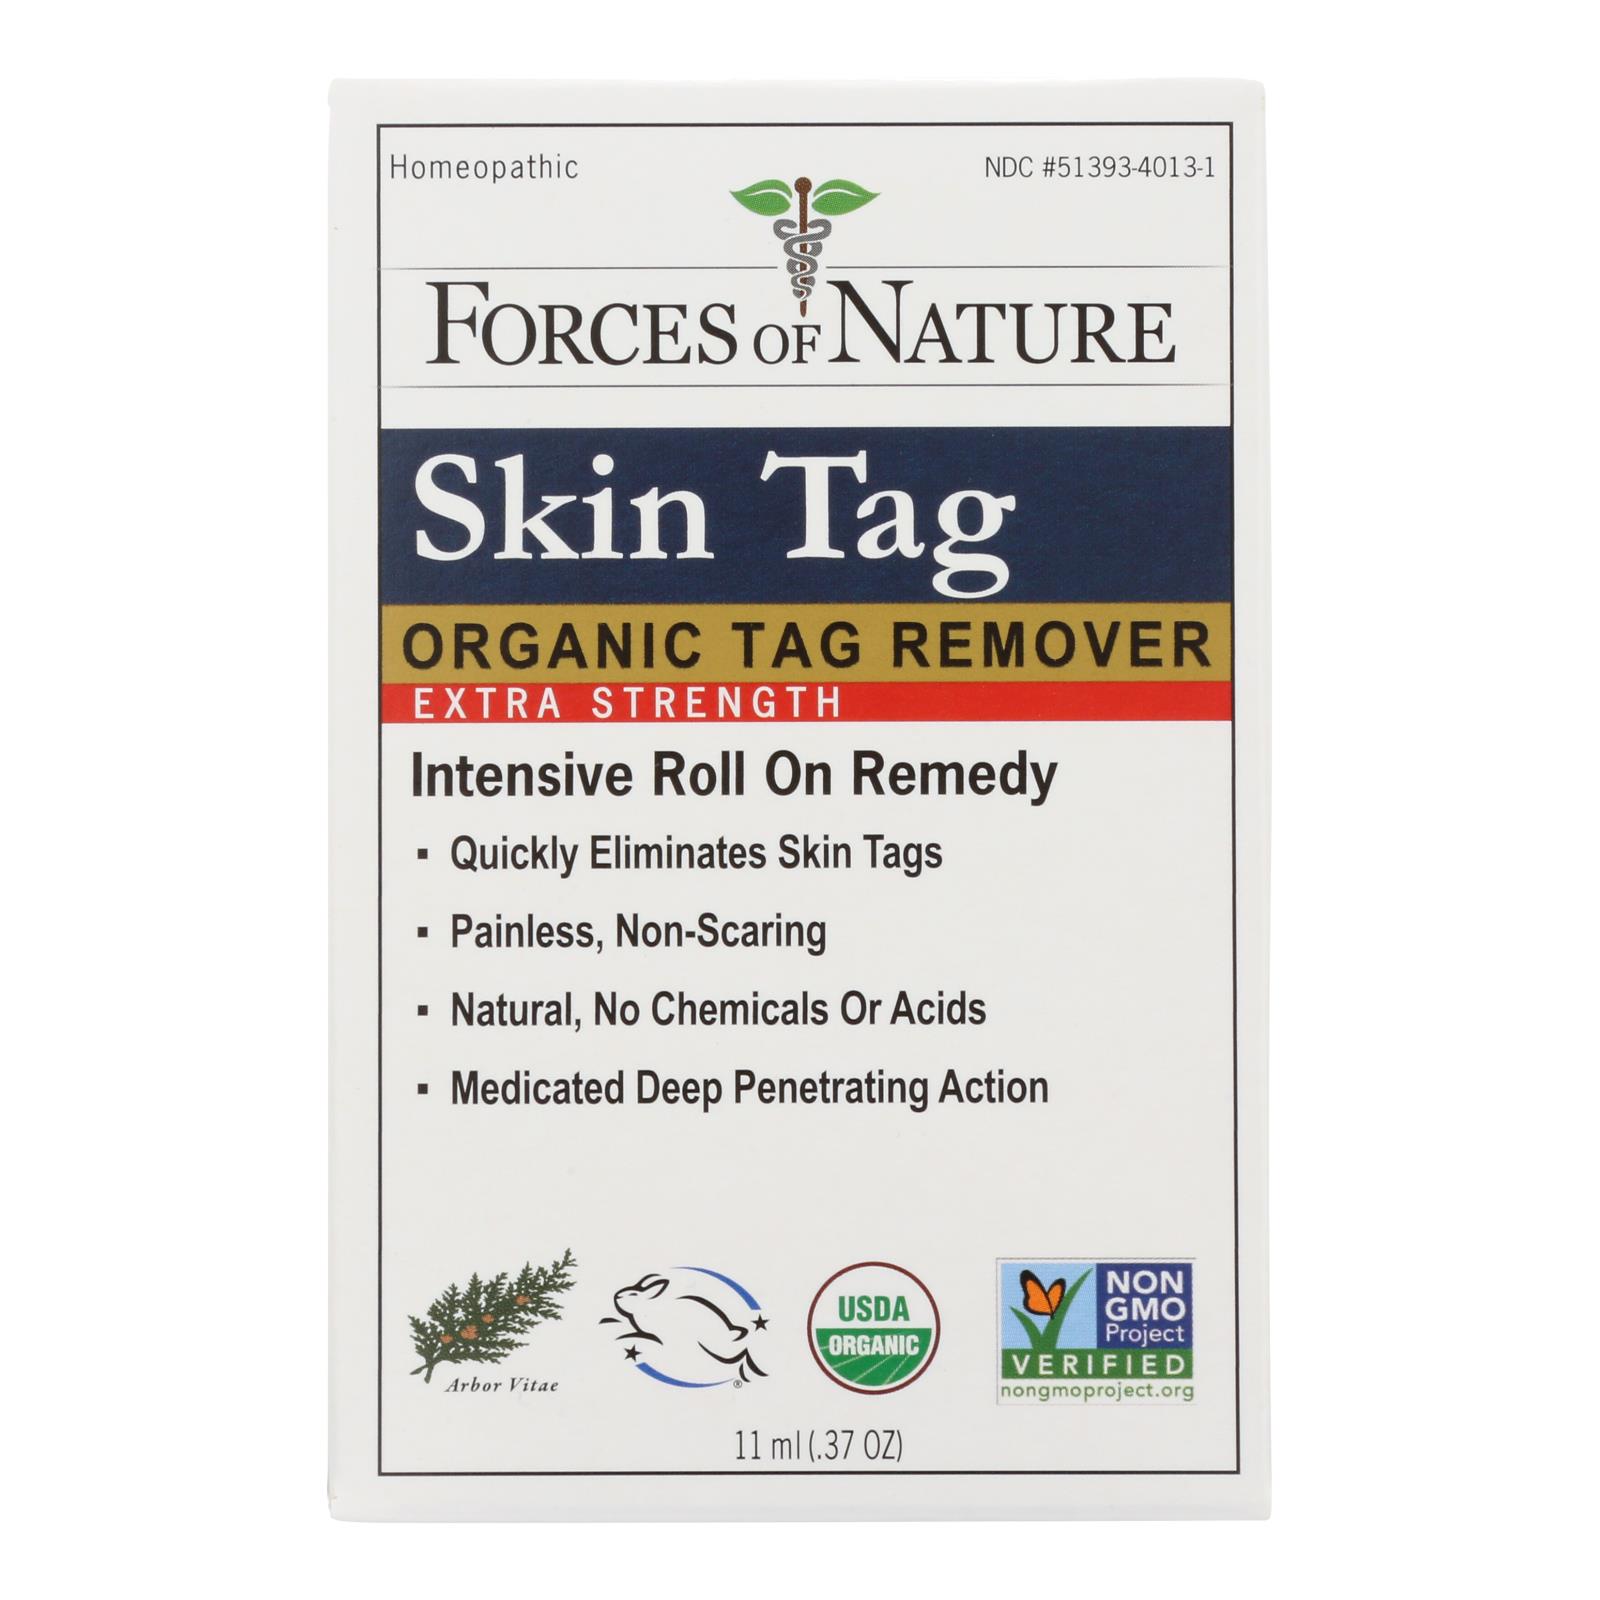 Homeopathic
NDC #51393-4013-1
FORCES OF NATURE
Skin Tag
ORGANIC TAG REMOVER
EXTRA STRENGTH
Intensive Roll On Remedy
▪ Quickly Eliminates Skin Tags
▪ Painless, Non-Scaring
▪ Natural, No Chemicals Or Acids
▪ Medicated Deep Penetrating Action
Arbor Vitae
®
USDA
ORGANIC
NON
GMO
Project
VERIFIED
nongmoproject.org
11 ml (.37 OZ)